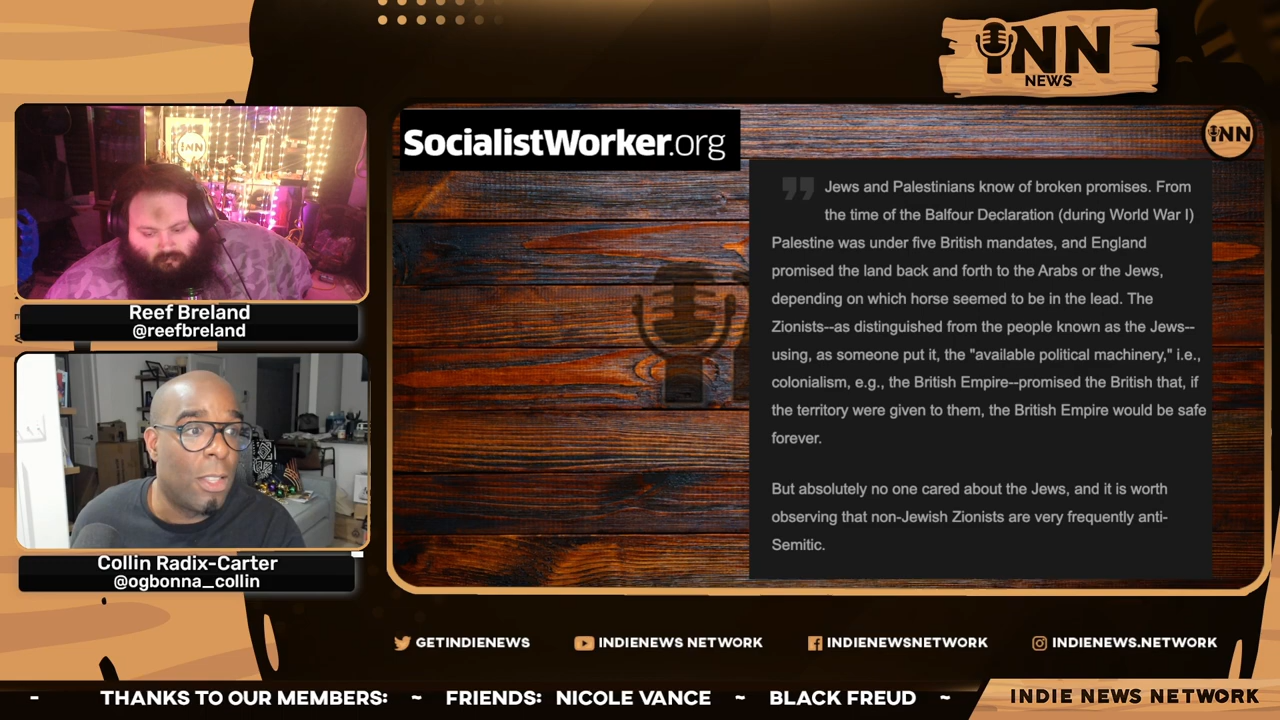 INN
NEWS
SocialistWorker.org
INN
Jews and Palestinians know of broken promises. From
the time of the Balfour Declaration (during World War I)
Palestine was under five British mandates, and England
promised the land back and forth to the Arabs or the Jews,
depending on which horse seemed to be in the lead. The
Zionists--as distinguished from the people known as the Jews--
using, as someone put it, the "available political machinery," i.e.,
colonialism, e.g., the British Empire--promised the British that, if
the territory were given to them, the British Empire would be safe
forever.
But absolutely no one cared about the Jews, and it is worth
observing that non-Jewish Zionists are very frequently anti-
Semitic.
INN
Reef Breland
@reefbreland
Collin Radix-Carter
@ogbonna_collin
GETINDIENEWS
INDIENEWS NETWORK
INDIENEWSNETWORK
INDIENEWS.NETWORK
- THANKS TO OUR MEMBERS: ~ FRIENDS: NICOLE VANCE ~ BLACK FREUD ~
INDIE NEWS NETWORK